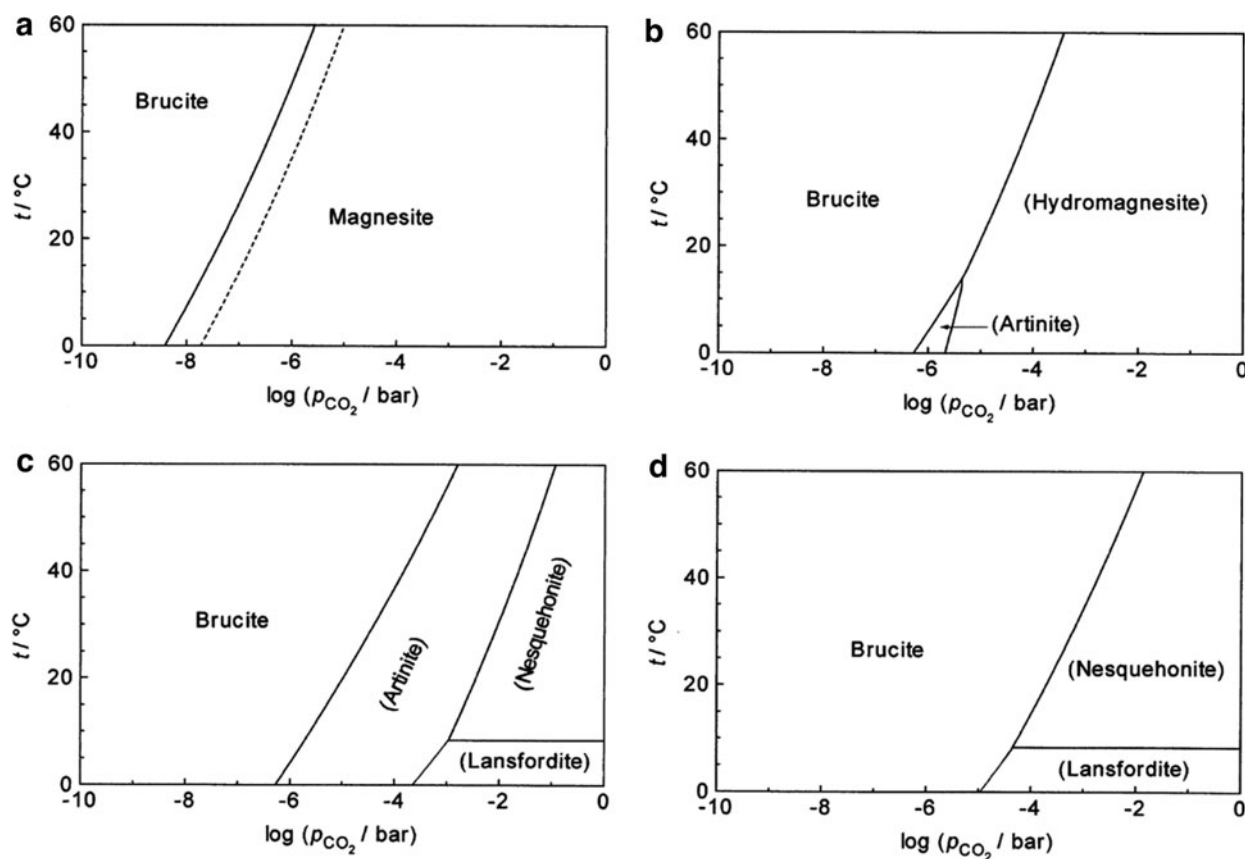 a
60
40
20
0
t / °C
Brucite
Magnesite
-10
-8
-6
-4
-2
0
log (pCO2 / bar)
b
60
40
20
0
t / °C
Brucite
(Hydromagnesite)
(Artinite)
-10
-8
-6
-4
-2
0
log (pCO2 / bar)
c
60
40
20
0
t / °C
Brucite
(Artinite)
(Nesquehonite)
(Lansfordite)
-10
-8
-6
-4
-2
0
log (pCO2 / bar)
d
60
40
20
0
t / °C
Brucite
(Nesquehonite)
(Lansfordite)
-10
-8
-6
-4
-2
0
log (pCO2 / bar)